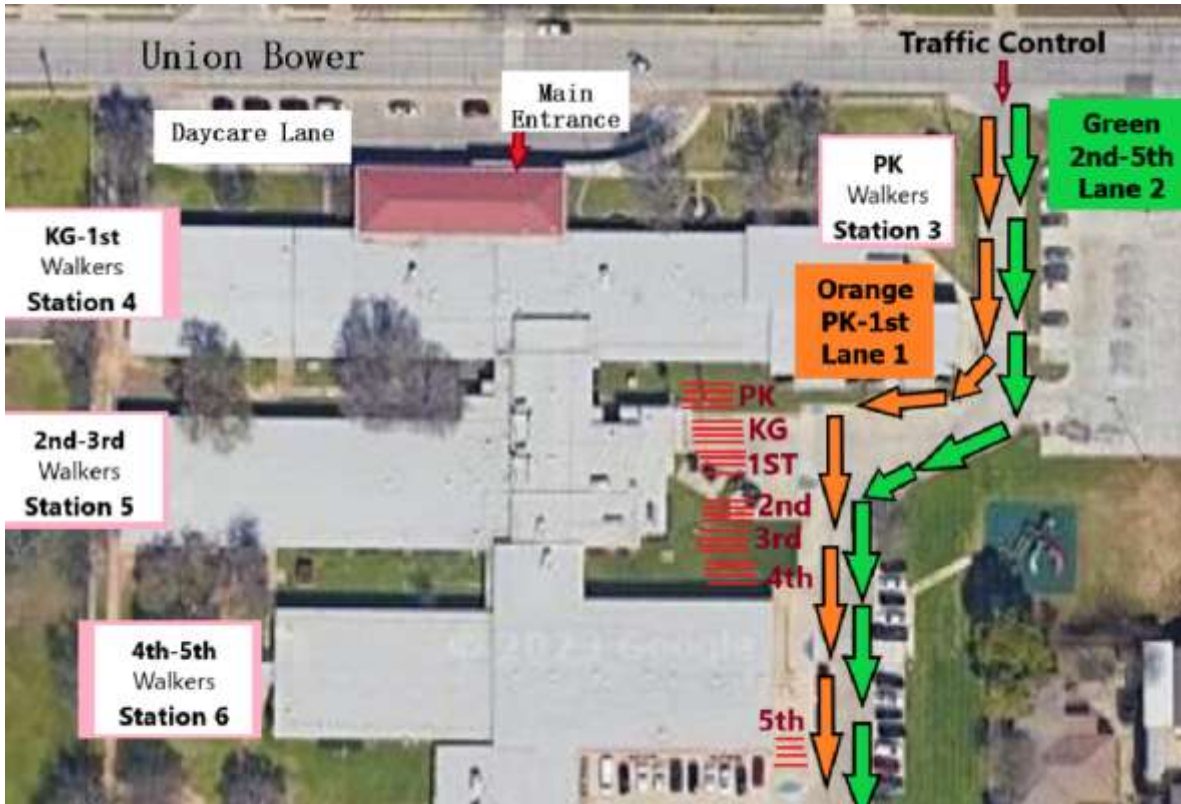 Union Bower
Traffic Control
Main
Entrance
Daycare Lane
Green
2nd-5th
Lane 2
PK
Walkers
Station 3
KG-1st
Walkers
Station 4
Orange
PK-1st
Lane 1
PK
KG
1ST
2nd
3rd
4th
2nd-3rd
Walkers
Station 5
4th-5th
Walkers
Station 6
Google
5th